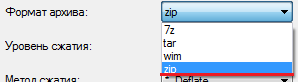 Формат архива: zip
7z
tar
Уровень сжатия: wim
zip
Метод сжатия: * Deflate